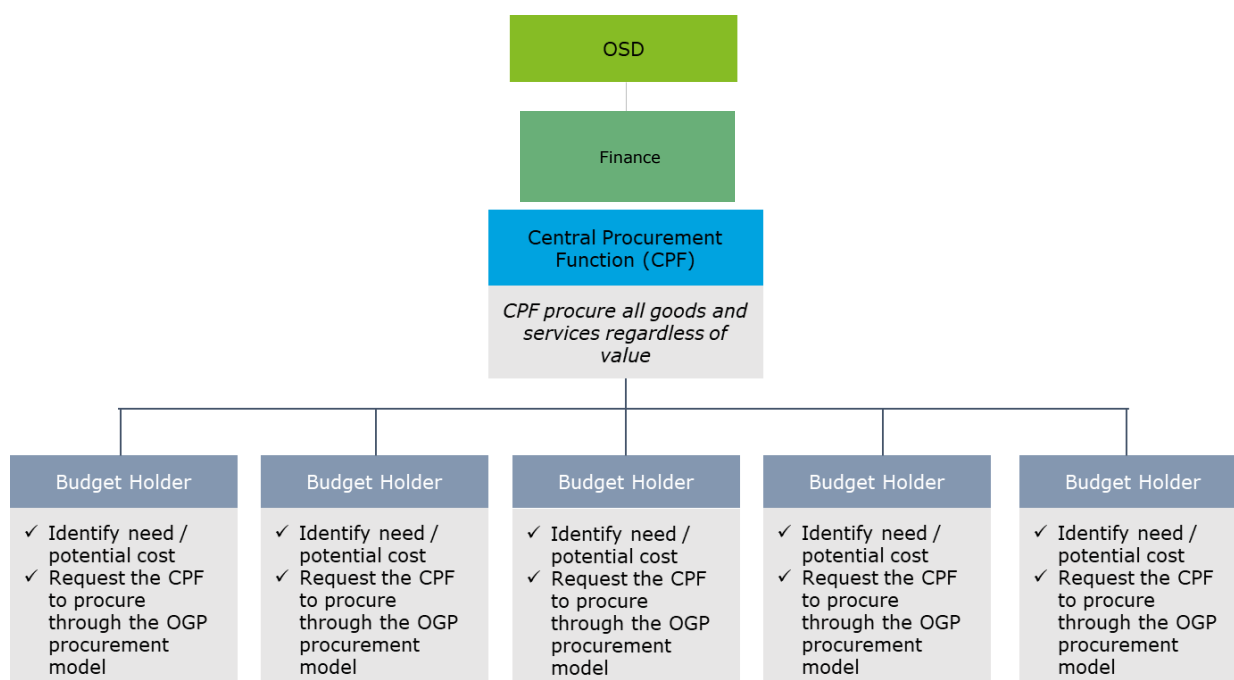 OSD
Finance
Central Procurement
Function (CPF)
CPF procure all goods and
services regardless of
value
Budget Holder
✓ Identify need /
potential cost
✓ Request the CPF
to procure
through the OGP
procurement
model
Budget Holder
✓ Identify need /
potential cost
✓ Request the CPF
to procure
through the OGP
procurement
model
Budget Holder
✓ Identify need /
potential cost
✓ Request the CPF
to procure
through the OGP
procurement
model
Budget Holder
✓ Identify need /
potential cost
✓ Request the CPF
to procure
through the OGP
procurement
model
Budget Holder
✓ Identify need /
potential cost
✓ Request the CPF
to procure
through the OGP
procurement
model